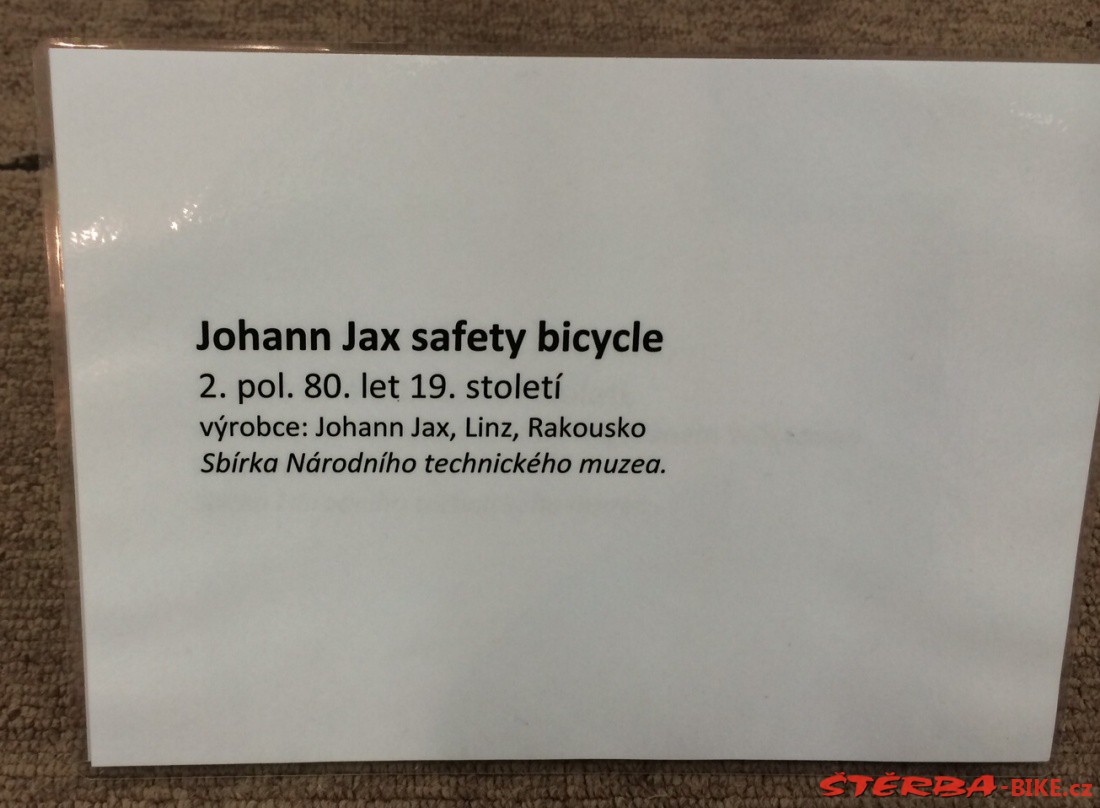 Johann Jax safety bicycle
2. pol. 80. let 19. století
výrobce: Johann Jax, Linz, Rakousko
Sbírka Národního technického muzea.
ŠTĚRBA-BIKE.cz